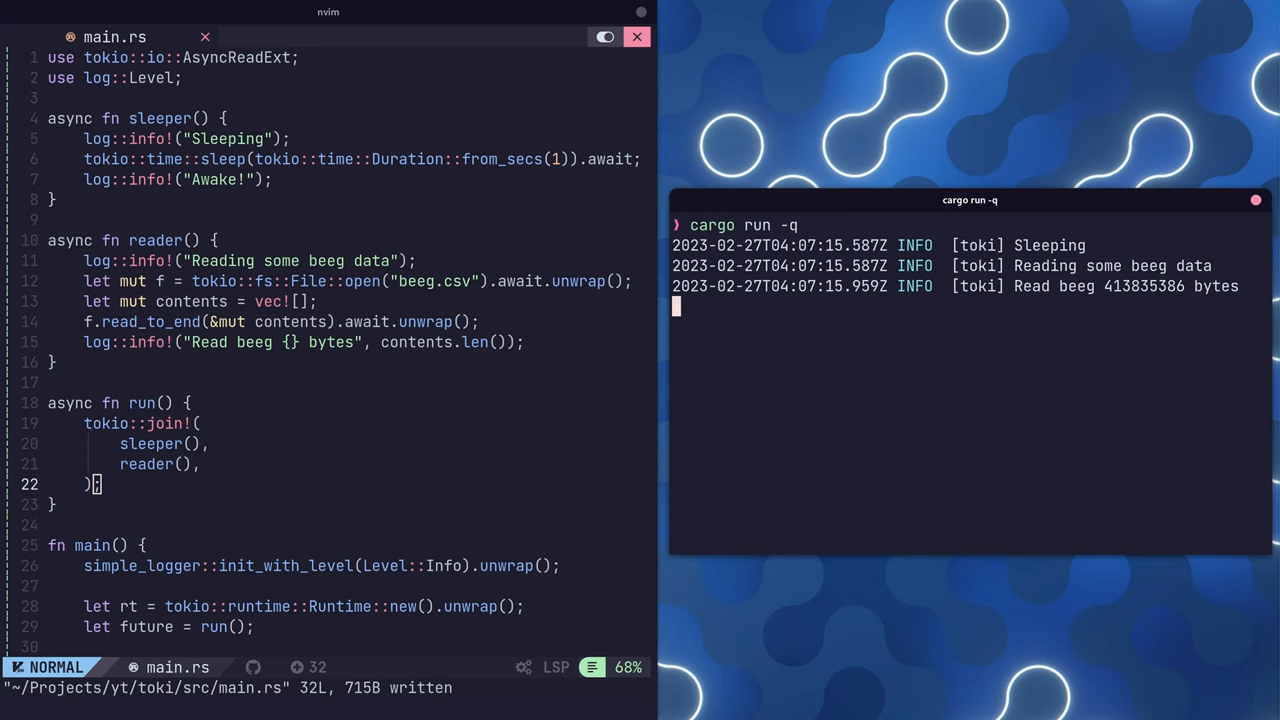 nvim
main.rs
1 use tokio::io::AsyncReadExt;
2 use log::Level;
3
4 async fn sleeper() {
5 log::info!("Sleeping");
6 tokio::time::sleep(tokio::time::Duration::from_secs(1)).await;
7 log::info!("Awake!");
8 }
9
10 async fn reader() {
11 log::info!("Reading some beeg data");
12 let mut f = tokio::fs::File::open("beeg.csv").await.unwrap();
13 let mut contents = vec![];
14 f.read_to_end(&mut contents).await.unwrap();
15 log::info!("Read beeg {} bytes", contents.len());
16 }
17
18 async fn run() {
19 tokio::join!(
20 sleeper(),
21 reader(),
22 );
23 }
24
25 fn main() {
26 simple_logger::init_with_level(Level::Info).unwrap();
27
28 let rt = tokio::runtime::Runtime::new().unwrap();
29 let future = run();
30
NORMAL main.rs 32 LSP 68%
"~/Projects/yt/toki/src/main.rs" 32L, 715B written
cargo run -q
❯ cargo run -q
2023-02-27T04:07:15.587Z INFO [toki] Sleeping
2023-02-27T04:07:15.587Z INFO [toki] Reading some beeg data
2023-02-27T04:07:15.959Z INFO [toki] Read beeg 413835386 bytes